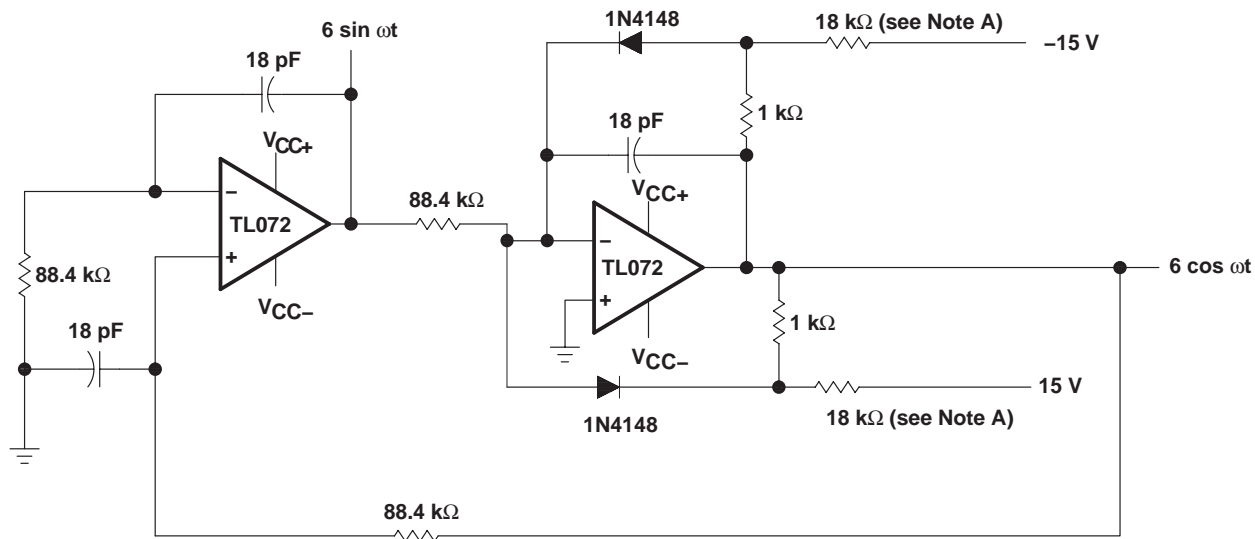 6 sin ωt
18 pF
VCC+
–
TL072
+
VCC–
88.4 kΩ
18 pF
88.4 kΩ
1N4148
18 kΩ (see Note A)
–15 V
1 kΩ
18 pF
VCC+
–
TL072
+
VCC–
6 cos ωt
1 kΩ
1N4148
15 V
18 kΩ (see Note A)
88.4 kΩ